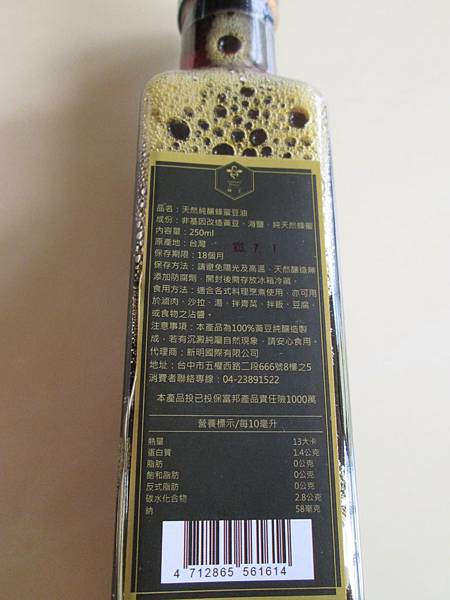 品名：天然純釀蜂蜜豆油
成份：非基因改造黃豆、海鹽、純天然蜂蜜
內容量：250ml
原產地：台灣
保存期限：18個月
保存方法：請避免陽光及高溫，天然釀造無
添加防腐劑，開封後開存放冰箱冷藏。
食用方法：適合各式料理烹煮使用，亦可用
於滷肉、沙拉、湯、拌青菜、拌飯、豆腐、
或食物之沾醬。
注意事項：本產品為100%黃豆純釀造製
成，若有沉澱純屬自然現象，請安心食用。
代理商：新明國際有限公司
地址：台中市五權西路二段666號8樓之5
消費者聯絡專線：04-23891522
本產品投已投保富邦產品責任險1000萬
營養標示/每10毫升
熱量 13大卡
蛋白質 1.4公克
脂肪 0公克
飽和脂肪 0公克
反式脂肪 0公克
碳水化合物 2.8公克
鈉 58毫克
4 712865 561614